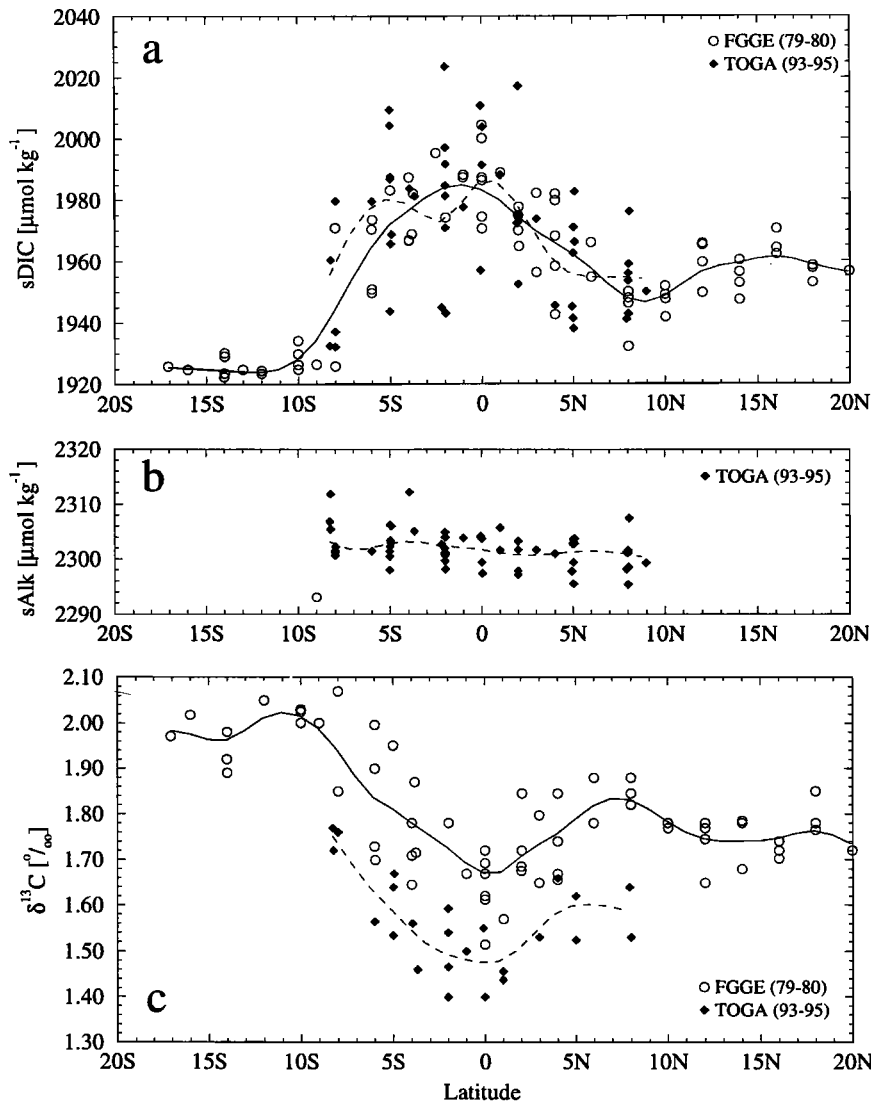 a
○ FGGE (79-80)
◆ TOGA (93-95)
sDIC [μmol kg⁻¹]
2040
2020
2000
1980
1960
1940
1920
20S 15S 10S 5S 0 5N 10N 15N 20N
b
◆ TOGA (93-95)
sAlk [μmol kg⁻¹]
2320
2310
2300
2290
20S 15S 10S 5S 0 5N 10N 15N 20N
c
δ¹³C [⁰/₀₀]
2.10
2.00
1.90
1.80
1.70
1.60
1.50
1.40
1.30
○ FGGE (79-80)
◆ TOGA (93-95)
20S 15S 10S 5S 0 5N 10N 15N 20N
Latitude